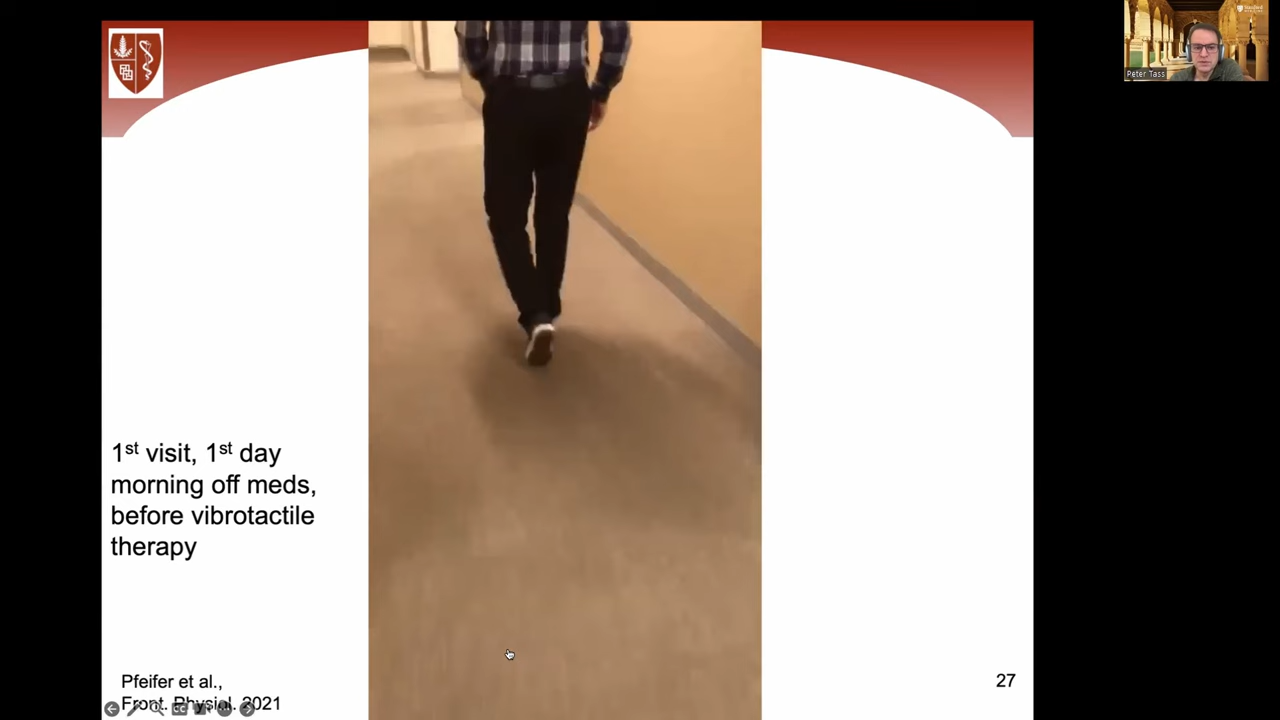 Peter Tass
1st visit, 1st day
morning off meds,
before vibrotactile
therapy
Pfeifer et al.,
Front. Physiol. 2021
27